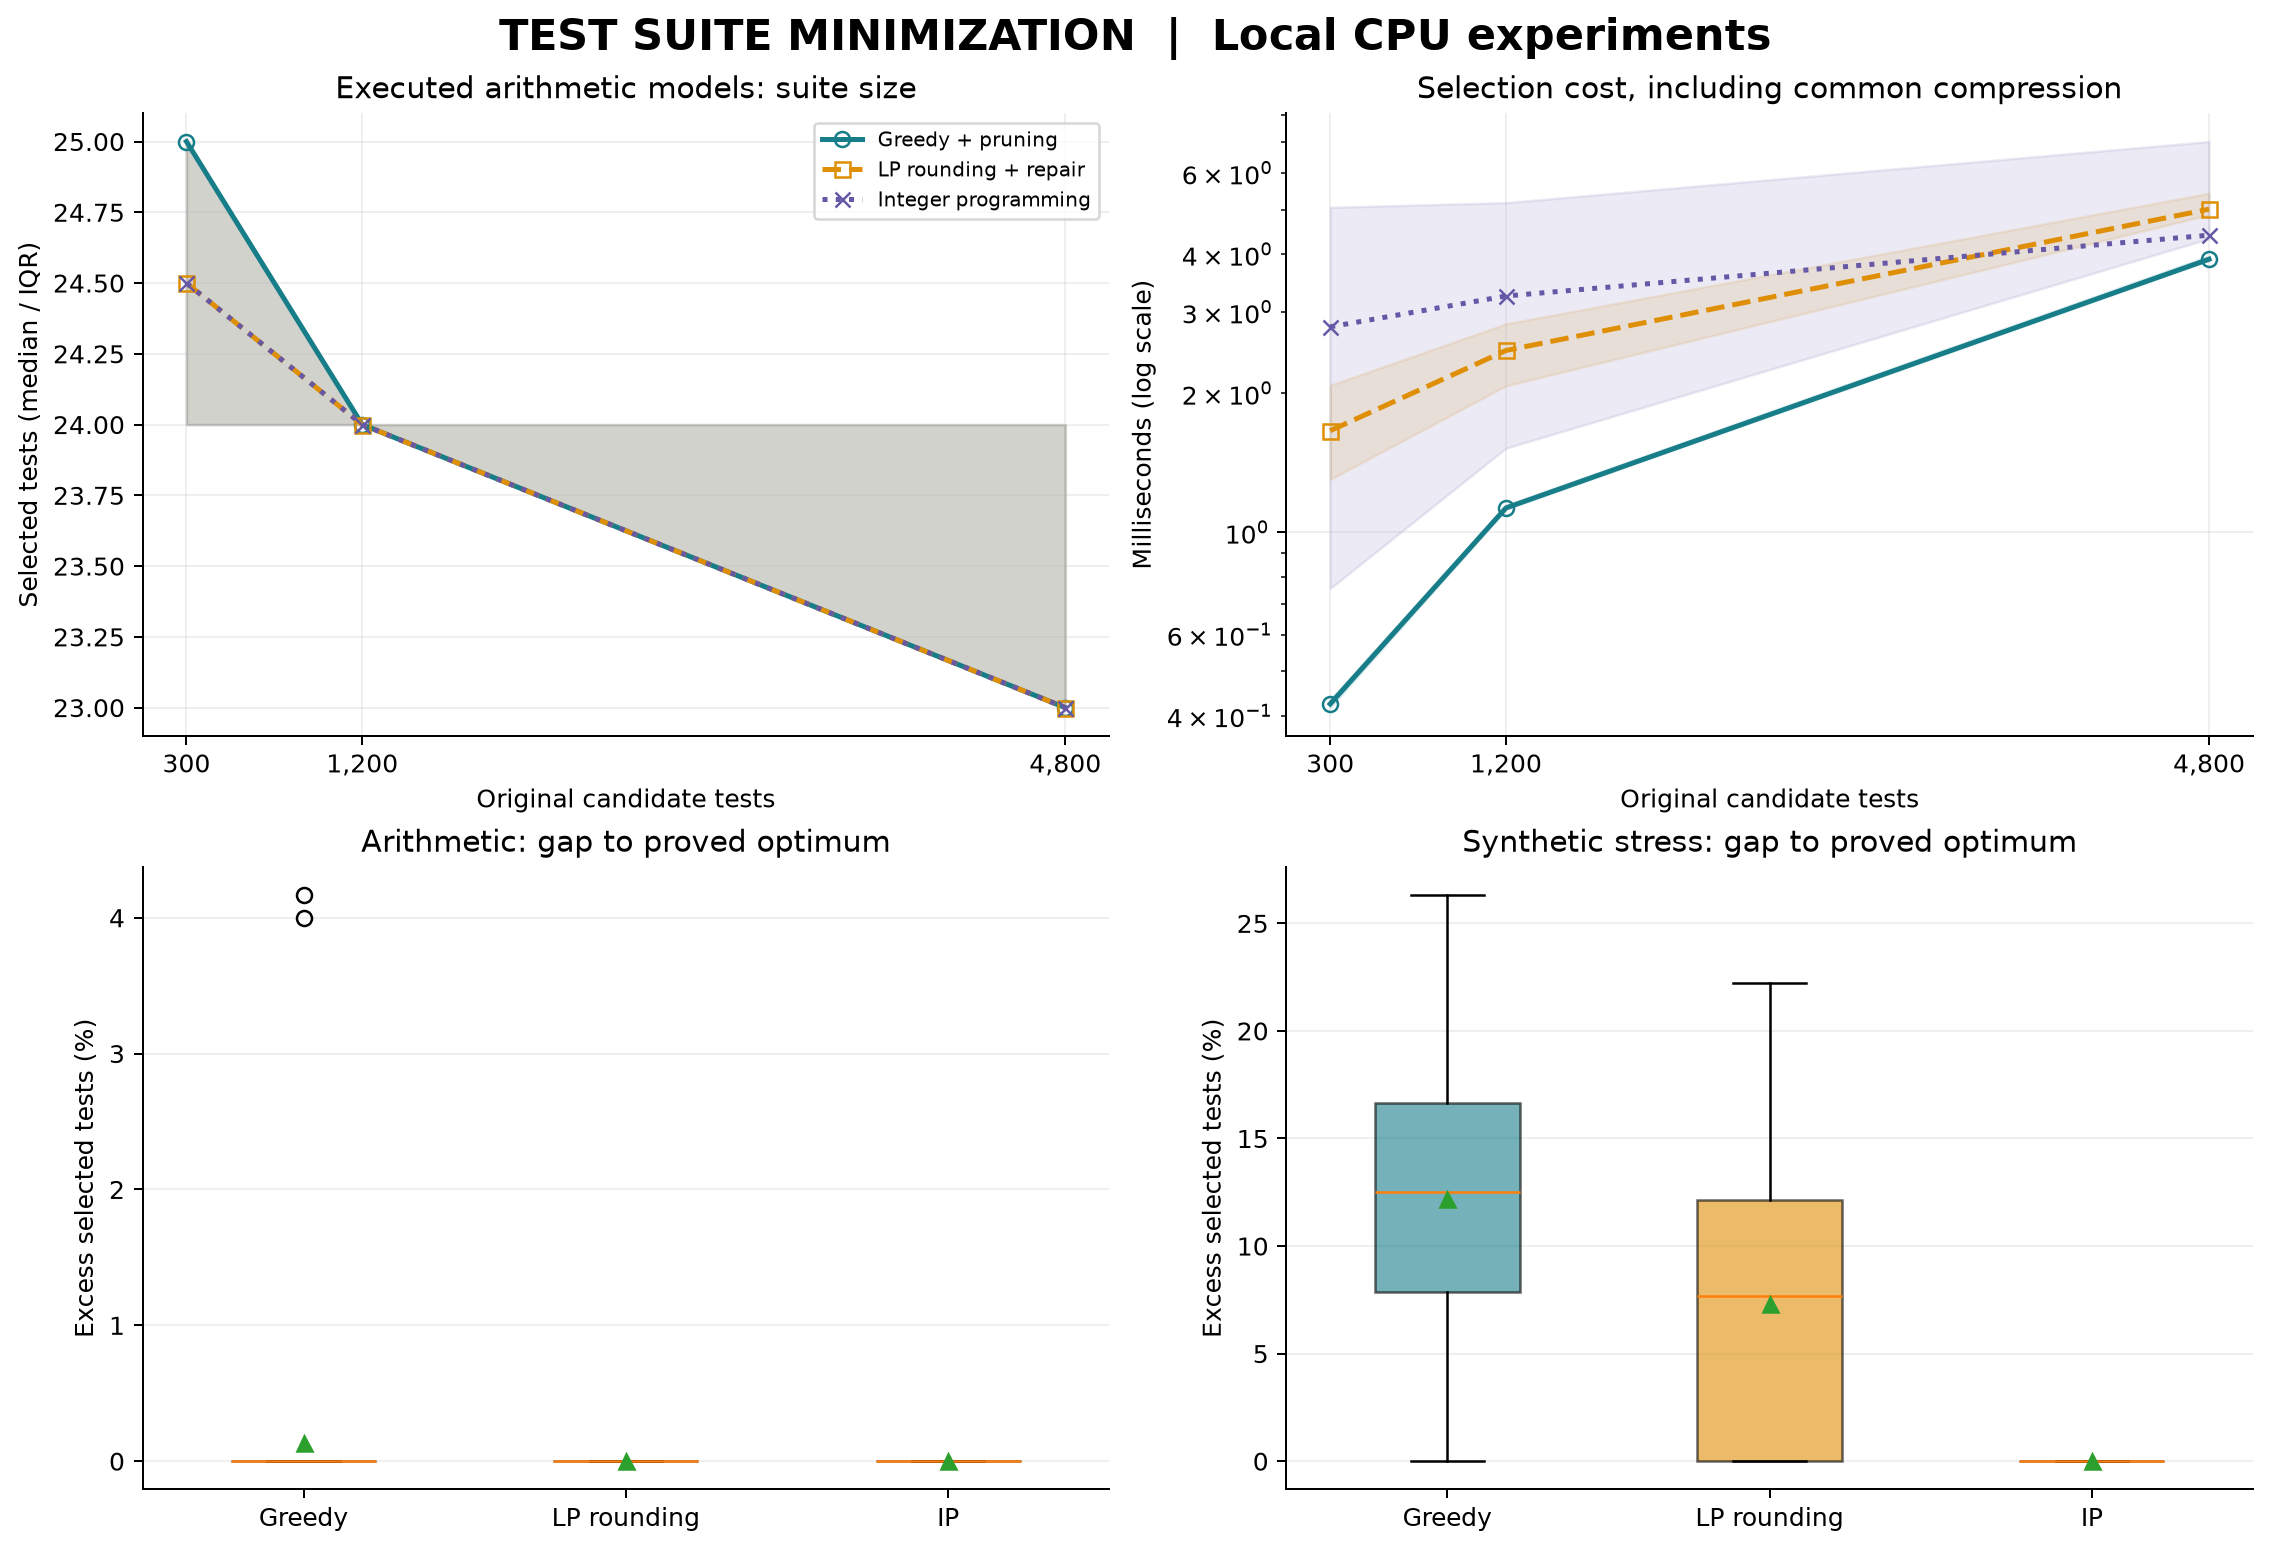 TEST SUITE MINIMIZATION | Local CPU experiments
Executed arithmetic models: suite size
Selected tests (median / IQR)
25.00
24.75
24.50
24.25
24.00
23.75
23.50
23.25
23.00
Greedy + pruning
LP rounding + repair
Integer programming
300
1,200
4,800
Original candidate tests
Selection cost, including common compression
Milliseconds (log scale)
6 × 10⁰
4 × 10⁰
3 × 10⁰
2 × 10⁰
10⁰
6 × 10⁻¹
4 × 10⁻¹
300
1,200
4,800
Original candidate tests
Arithmetic: gap to proved optimum
Excess selected tests (%)
4
3
2
1
0
Greedy
LP rounding
IP
Synthetic stress: gap to proved optimum
Excess selected tests (%)
25
20
15
10
5
0
Greedy
LP rounding
IP